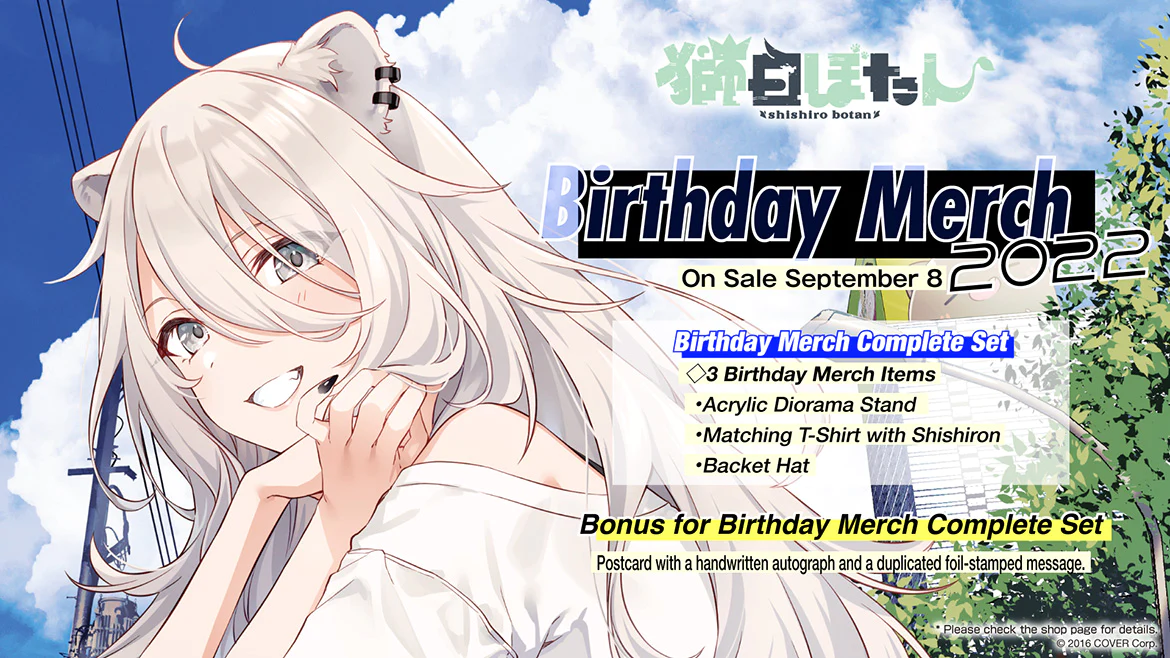 獅白ぼたん
shishiro botan
Birthday Merch
2022
On Sale September 8
Birthday Merch Complete Set
◇3 Birthday Merch Items
・Acrylic Diorama Stand
・Matching T-Shirt with Shishiron
・Backet Hat
Bonus for Birthday Merch Complete Set
Postcard with a handwritten autograph and a duplicated foil-stamped message.
* Please check the shop page for details.
© 2016 COVER Corp.